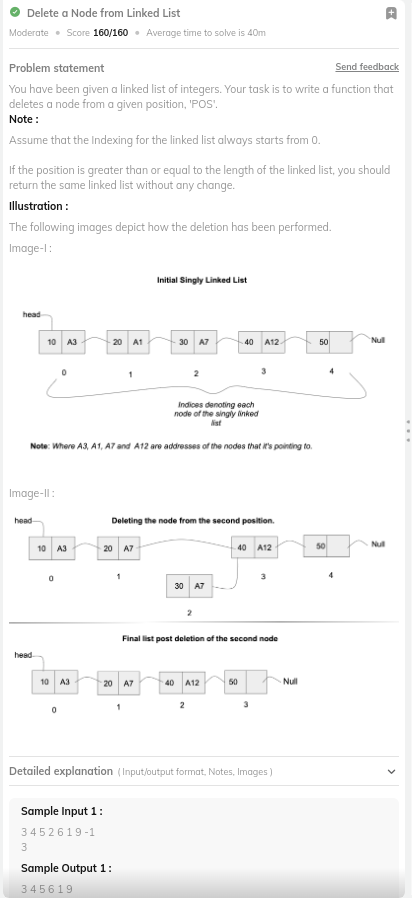 Delete a Node from Linked List
Moderate • Score 160/160 • Average time to solve is 40m
Problem statement
Send feedback
You have been given a linked list of integers. Your task is to write a function that
deletes a node from a given position, 'POS'.
Note :
Assume that the Indexing for the linked list always starts from 0.
If the position is greater than or equal to the length of the linked list, you should
return the same linked list without any change.
Illustration :
The following images depict how the deletion has been performed.
Image-I :
Initial Singly Linked List
head
10 A3 20 A1 30 A7 40 A12 50 Null
0 1 2 3 4
Indices denoting each
node of the singly linked
list
Note: Where A3, A1, A7 and A12 are addresses of the nodes that it's pointing to.
Image-II :
head
Deleting the node from the second position.
10 A3 20 A7 40 A12 50 Null
0 1 3 4
30 A7
2
Final list post deletion of the second node
head
10 A3 20 A7 40 A12 50 Null
0 1 2 3
Detailed explanation ( Input/output format, Notes, Images )
Sample Input 1 :
3 4 5 2 6 1 9 -1
3
Sample Output 1 :
3 4 5 6 1 9